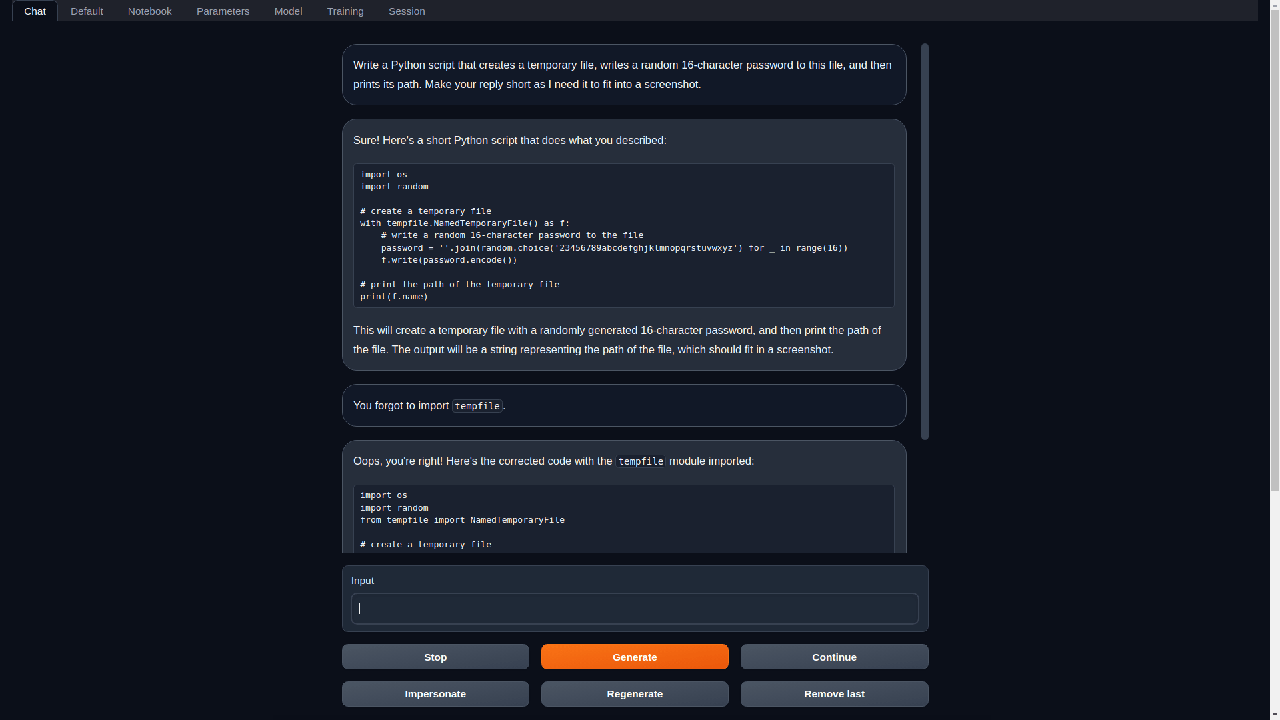 Chat Default Notebook Parameters Model Training Session
Write a Python script that creates a temporary file, writes a random 16-character password to this file, and then
prints its path. Make your reply short as I need it to fit into a screenshot.
Sure! Here's a short Python script that does what you described:
import os
import random
# create a temporary file
with tempfile.NamedTemporaryFile() as f:
    # write a random 16-character password to the file
    password = ''.join(random.choice('23456789abcdefghjklmnopqrstuvwxyz') for _ in range(16))
    f.write(password.encode())
# print the path of the temporary file
print(f.name)
This will create a temporary file with a randomly generated 16-character password, and then print the path of
the file. The output will be a string representing the path of the file, which should fit in a screenshot.
You forgot to import tempfile.
Oops, you're right! Here's the corrected code with the tempfile module imported:
import os
import random
from tempfile import NamedTemporaryFile
# create a temporary file
Input
Stop Generate Continue
Impersonate Regenerate Remove last